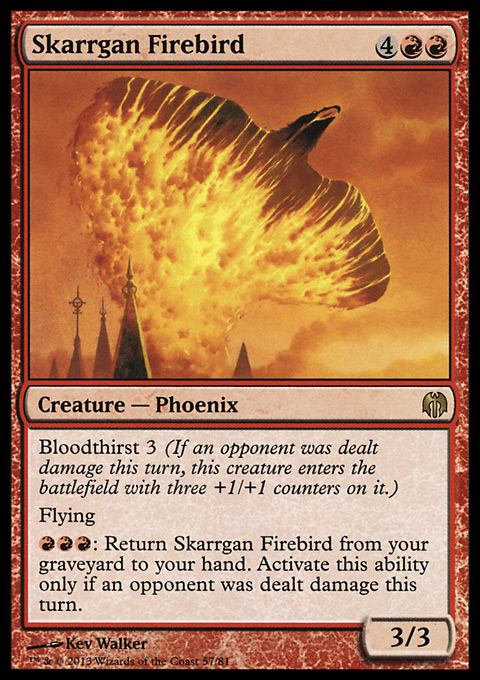 Skarrgan Firebird 4
Creature — Phoenix
Bloodthirst 3 (If an opponent was dealt
damage this turn, this creature enters the
battlefield with three +1/+1 counters on it.)
Flying
: Return Skarrgan Firebird from your
graveyard to your hand. Activate this ability
only if an opponent was dealt damage this
turn.
Kev Walker
3/3
™ & © 2013 Wizards of the Coast 57/81